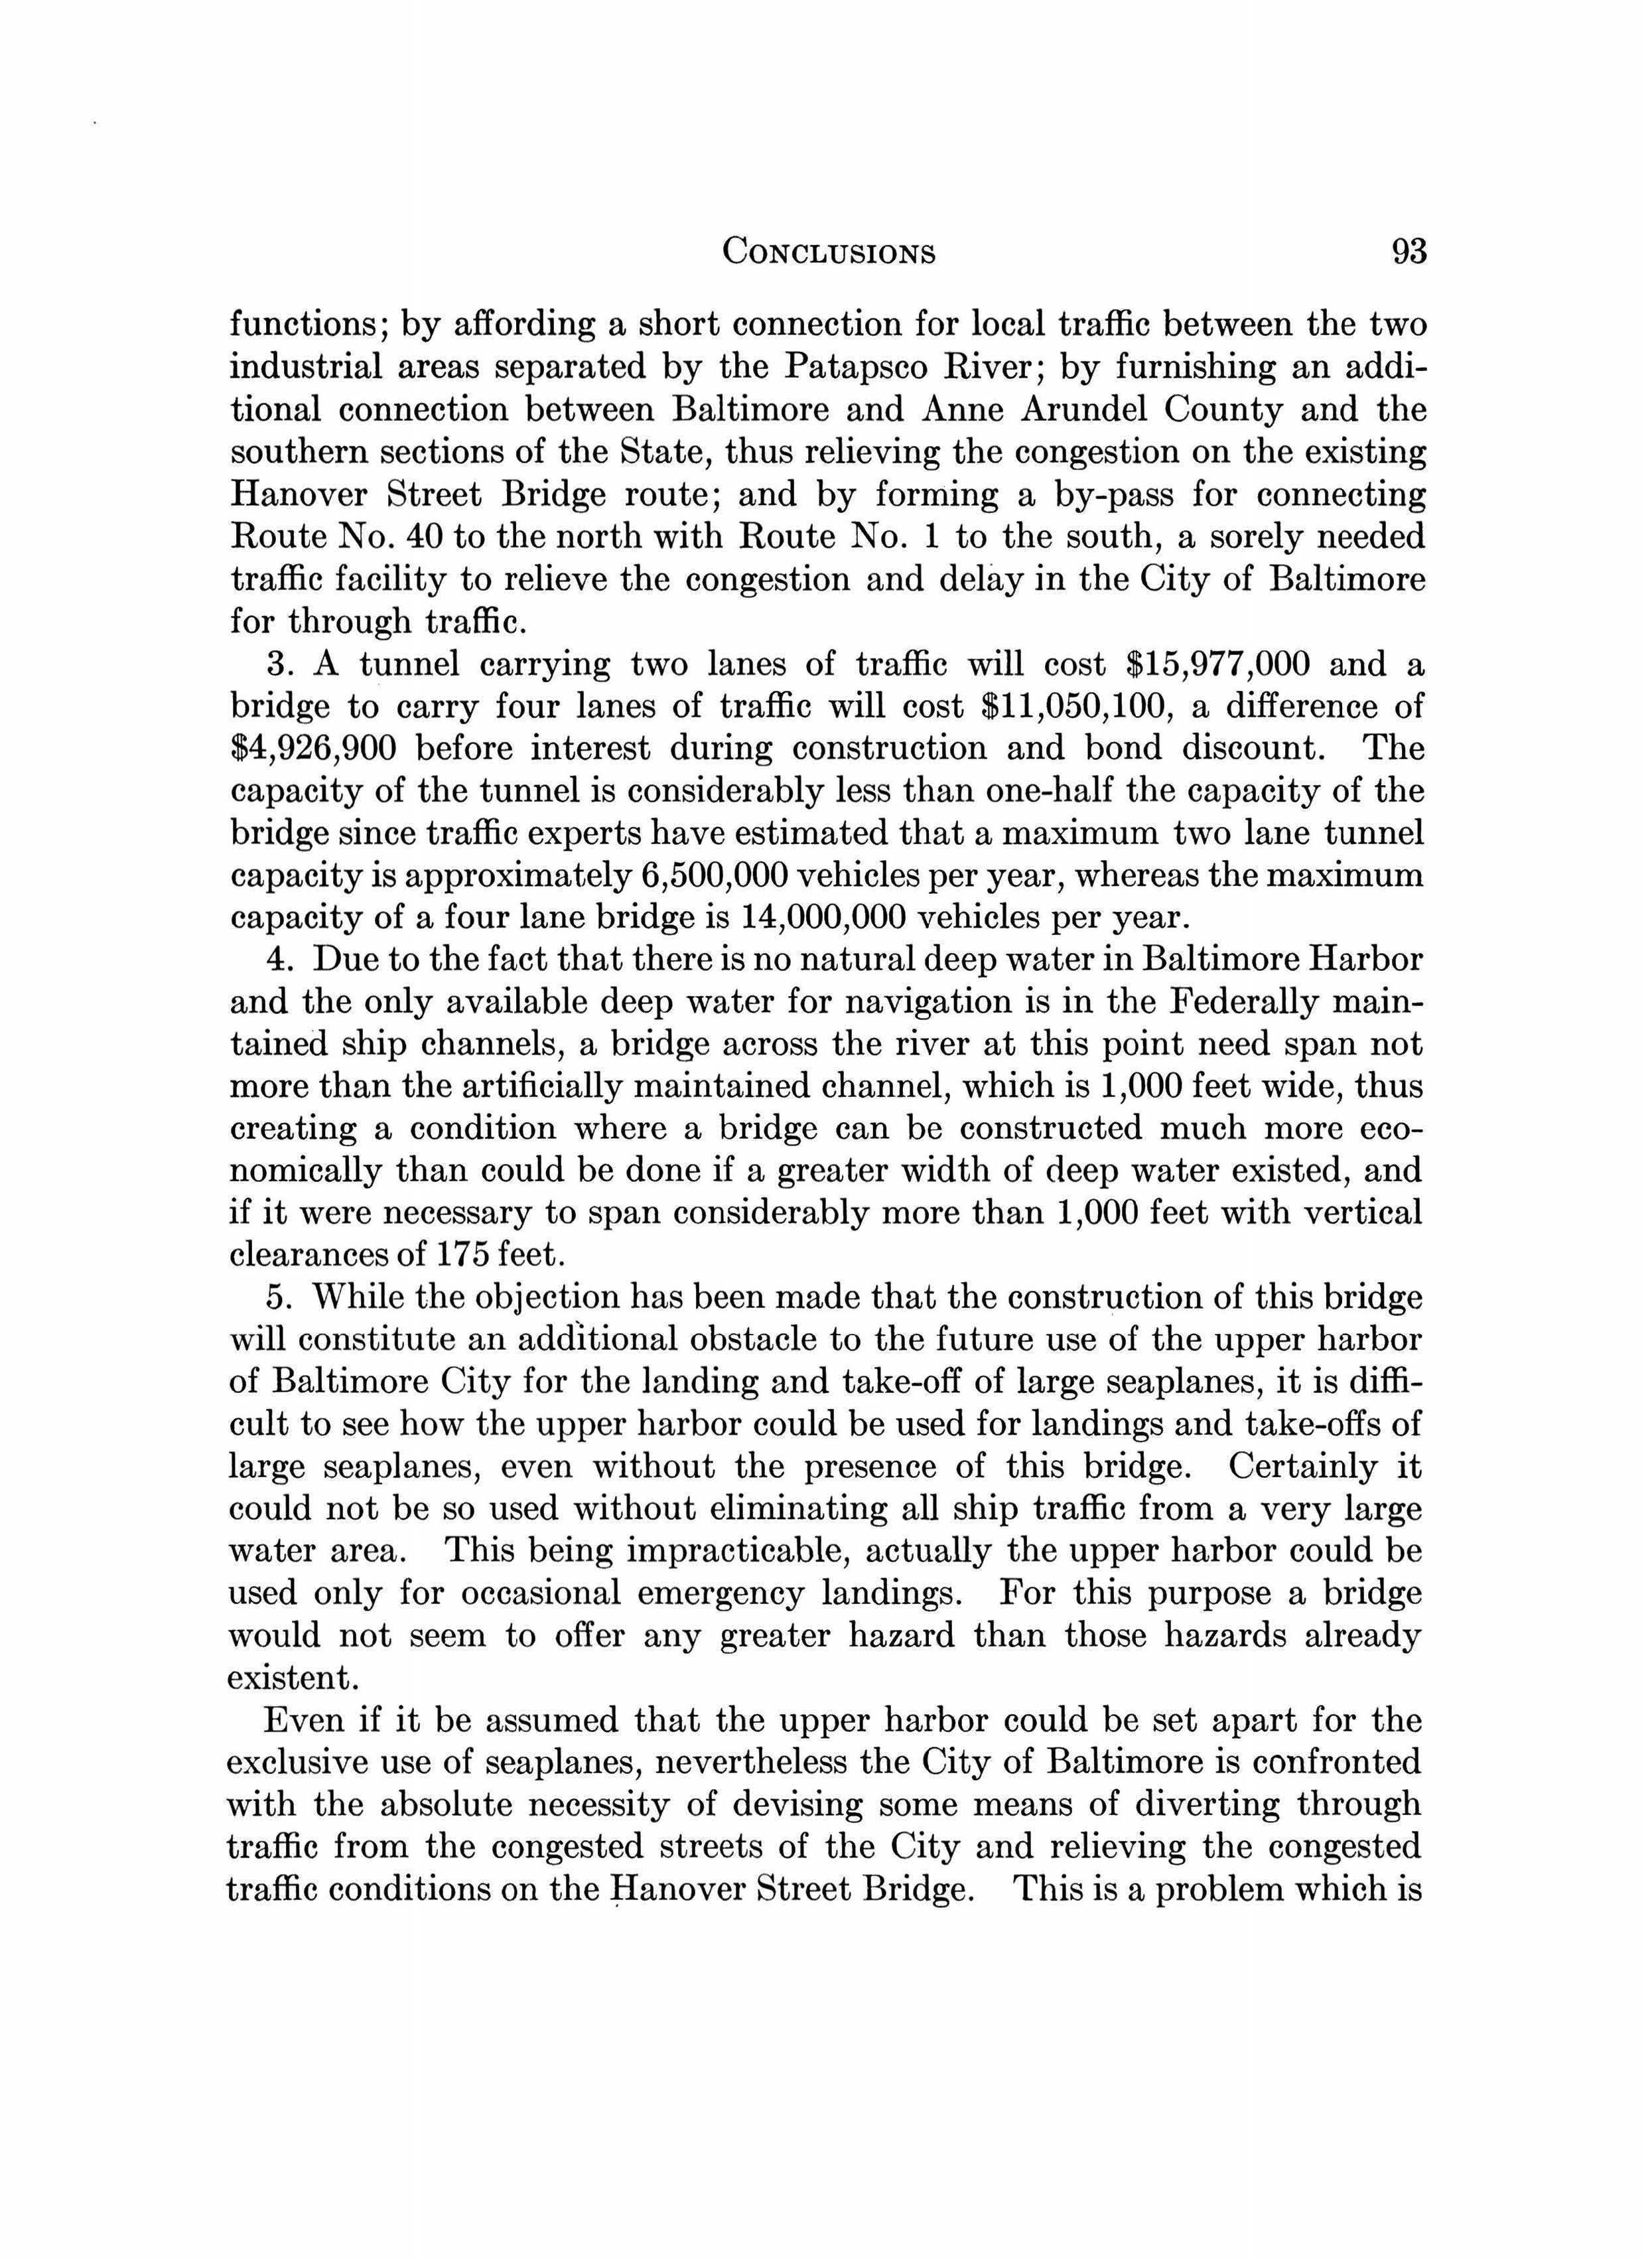 CONCLUSIONS 93
functions; by affording a short connection for local traffic between the two
industrial areas separated by the Patapsco River; by furnishing an addi-
tional connection between Baltimore and Anne Arundel County and the
southern sections of the State, thus relieving the congestion on the existing
Hanover Street Bridge route; and by forming a by-pass for connecting
Route No. 40 to the north with Route No. 1 to the south, a sorely needed
traffic facility to relieve the congestion and delay in the City of Baltimore
for through traffic.
3. A tunnel carrying two lanes of traffic will cost $15,977,000 and a
bridge to carry four lanes of traffic will cost $11,050,100, a difference of
$4,926,900 before interest during construction and bond discount. The
capacity of the tunnel is considerably less than one-half the capacity of the
bridge since traffic experts have estimated that a maximum two lane tunnel
capacity is approximately 6,500,000 vehicles per year, whereas the maximum
capacity of a four lane bridge is 14,000,000 vehicles per year.
4. Due to the fact that there is no natural deep water in Baltimore Harbor
and the only available deep water for navigation is in the Federally main-
tained ship channels, a bridge across the river at this point need span not
more than the artificially maintained channel, which is 1,000 feet wide, thus
creating a condition where a bridge can be constructed much more eco-
nomically than could be done if a greater width of deep water existed, and
if it were necessary to span considerably more than 1,000 feet with vertical
clearances of 175 feet.
5. While the objection has been made that the construction of this bridge
will constitute an additional obstacle to the future use of the upper harbor
of Baltimore City for the landing and take-off of large seaplanes, it is diffi-
cult to see how the upper harbor could be used for landings and take-offs of
large seaplanes, even without the presence of this bridge. Certainly it
could not be so used without eliminating all ship traffic from a very large
water area. This being impracticable, actually the upper harbor could be
used only for occasional emergency landings. For this purpose a bridge
would not seem to offer any greater hazard than those hazards already
existent.
Even if it be assumed that the upper harbor could be set apart for the
exclusive use of seaplanes, nevertheless the City of Baltimore is confronted
with the absolute necessity of devising some means of diverting through
traffic from the congested streets of the City and relieving the congested
traffic conditions on the Hanover Street Bridge. This is a problem which is